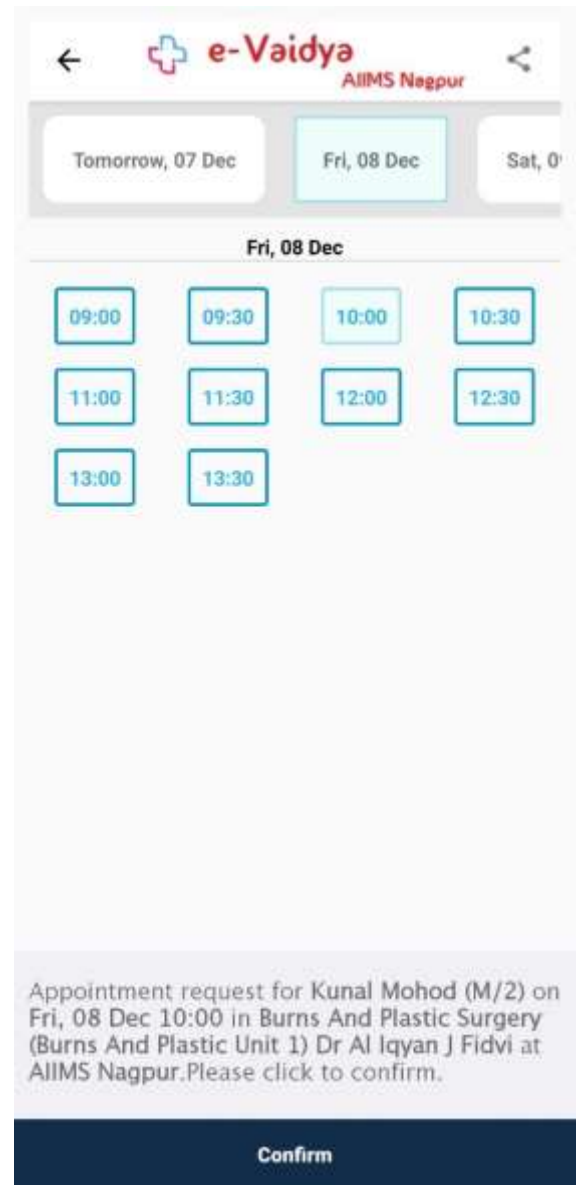 e-Vaidya
AIIMS Nagpur
Tomorrow, 07 Dec Fri, 08 Dec Sat, 0
Fri, 08 Dec
09:00 09:30 10:00 10:30
11:00 11:30 12:00 12:30
13:00 13:30
Appointment request for Kunal Mohod (M/2) on
Fri, 08 Dec 10:00 in Burns And Plastic Surgery
(Burns And Plastic Unit 1) Dr Al Iqyan J Fidvi at
AIIMS Nagpur.Please click to confirm.
Confirm